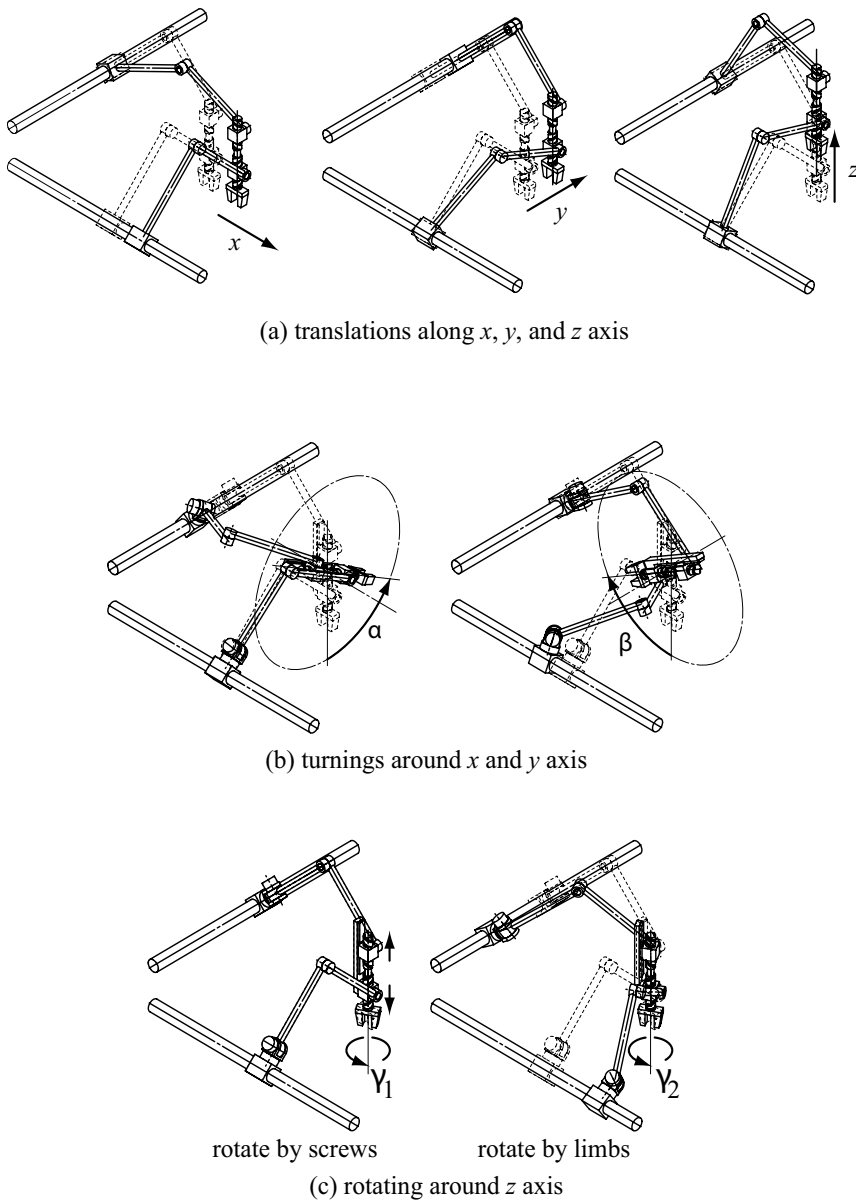 x
y
z
(a) translations along x, y, and z axis
α
β
(b) turnings around x and y axis
γ1
γ2
rotate by screws
rotate by limbs
(c) rotating around z axis